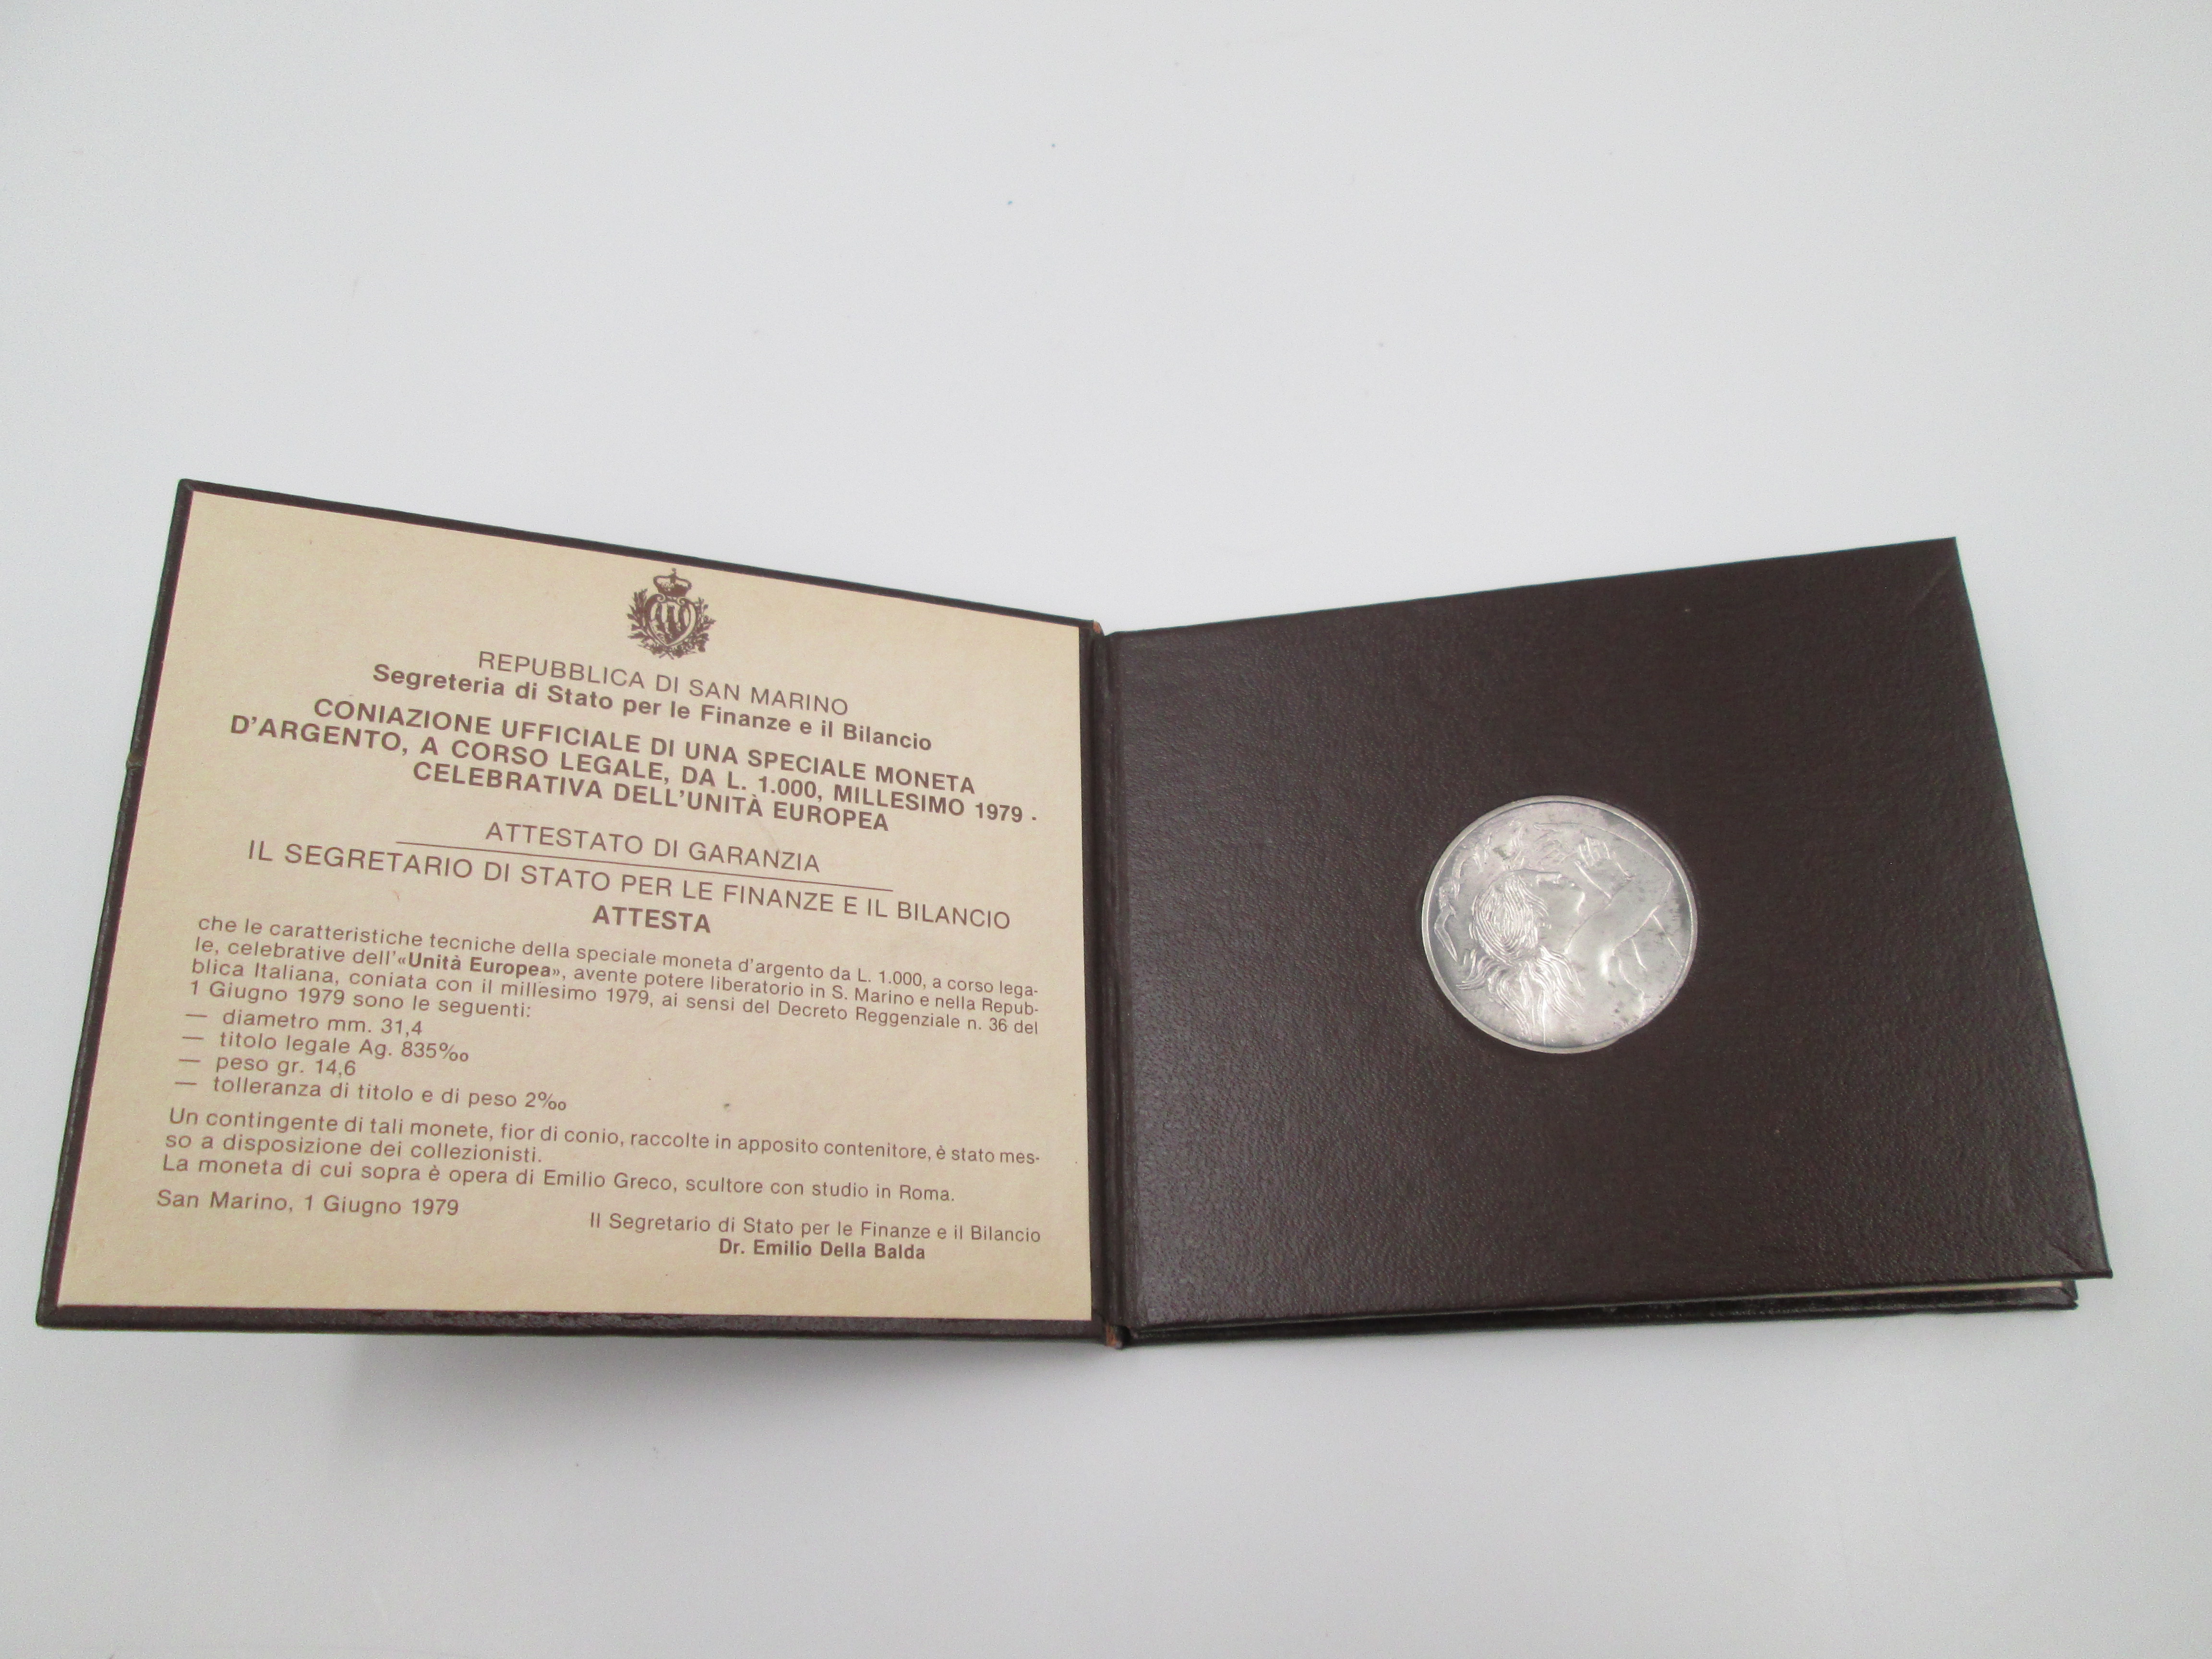 REPUBBLICA DI SAN MARINO
Segreteria di Stato per le Finanze e il Bilancio
CONIAZIONE UFFICIALE DI UNA SPECIALE MONETA
D'ARGENTO, A CORSO LEGALE, DA L. 1.000, MILLESIMO 1979 -
CELEBRATIVA DELL'UNITÀ EUROPEA
ATTESTATO DI GARANZIA
IL SEGRETARIO DI STATO PER LE FINANZE E IL BILANCIO
ATTESTA
che le caratteristiche tecniche della speciale moneta d'argento da L. 1.000, a corso lega-
le, celebrative dell'«Unità Europea», avente potere liberatorio in S. Marino e nella Repub-
blica Italiana, coniata con il millesimo 1979, ai sensi del Decreto Reggenziale n. 36 del
1 Giugno 1979 sono le seguenti:
— diametro mm. 31,4
— titolo legale Ag. 835‰
— peso gr. 14,6
— tolleranza di titolo e di peso 2‰
Un contingente di tali monete, fior di conio, raccolte in apposito contenitore, è stato mes-
so a disposizione dei collezionisti.
La moneta di cui sopra è opera di Emilio Greco, scultore con studio in Roma.
San Marino, 1 Giugno 1979
Il Segretario di Stato per le Finanze e il Bilancio
Dr. Emilio Della Balda